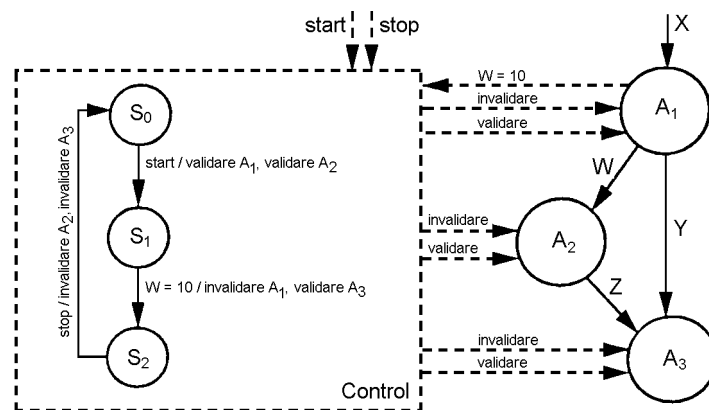 start stop
X
W = 10
invalidare
validare
A1
S0
start / validare A1, validare A2
W
Y
S1
invalidare
validare
A2
Z
W = 10 / invalidare A1, validare A3
stop / invalidare A2, invalidare A3
S2
invalidare
validare
A3
Control